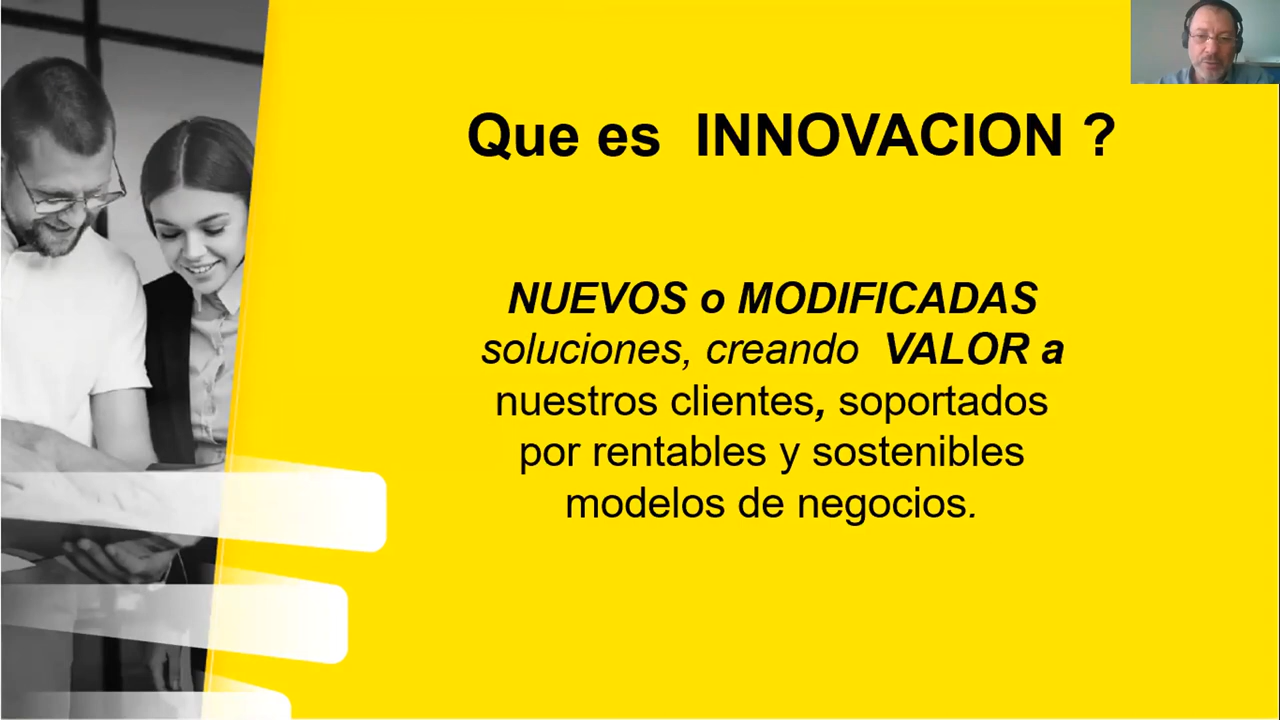 Que es INNOVACION ?
NUEVOS o MODIFICADAS
soluciones, creando VALOR a
nuestros clientes, soportados
por rentables y sostenibles
modelos de negocios.